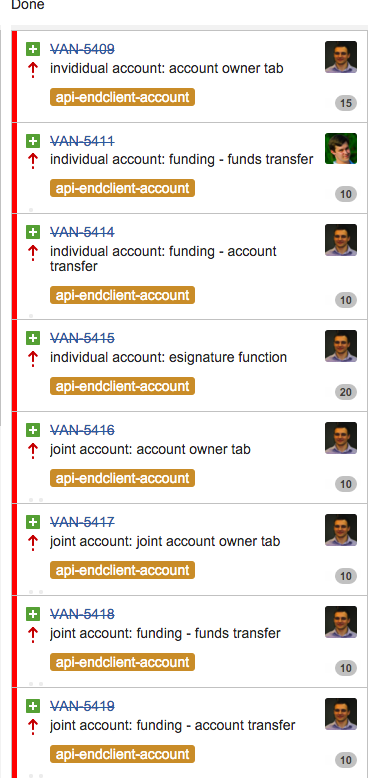 Done
VAN-5409
invididual account: account owner tab
api-endclient-account
15
VAN-5411
individual account: funding - funds transfer
api-endclient-account
10
VAN-5414
individual account: funding - account
transfer
api-endclient-account
10
VAN-5415
individual account: esignature function
api-endclient-account
20
VAN-5416
joint account: account owner tab
api-endclient-account
10
VAN-5417
joint account: joint account owner tab
api-endclient-account
10
VAN-5418
joint account: funding - funds transfer
api-endclient-account
10
VAN-5419
joint account: funding - account transfer
api-endclient-account
10